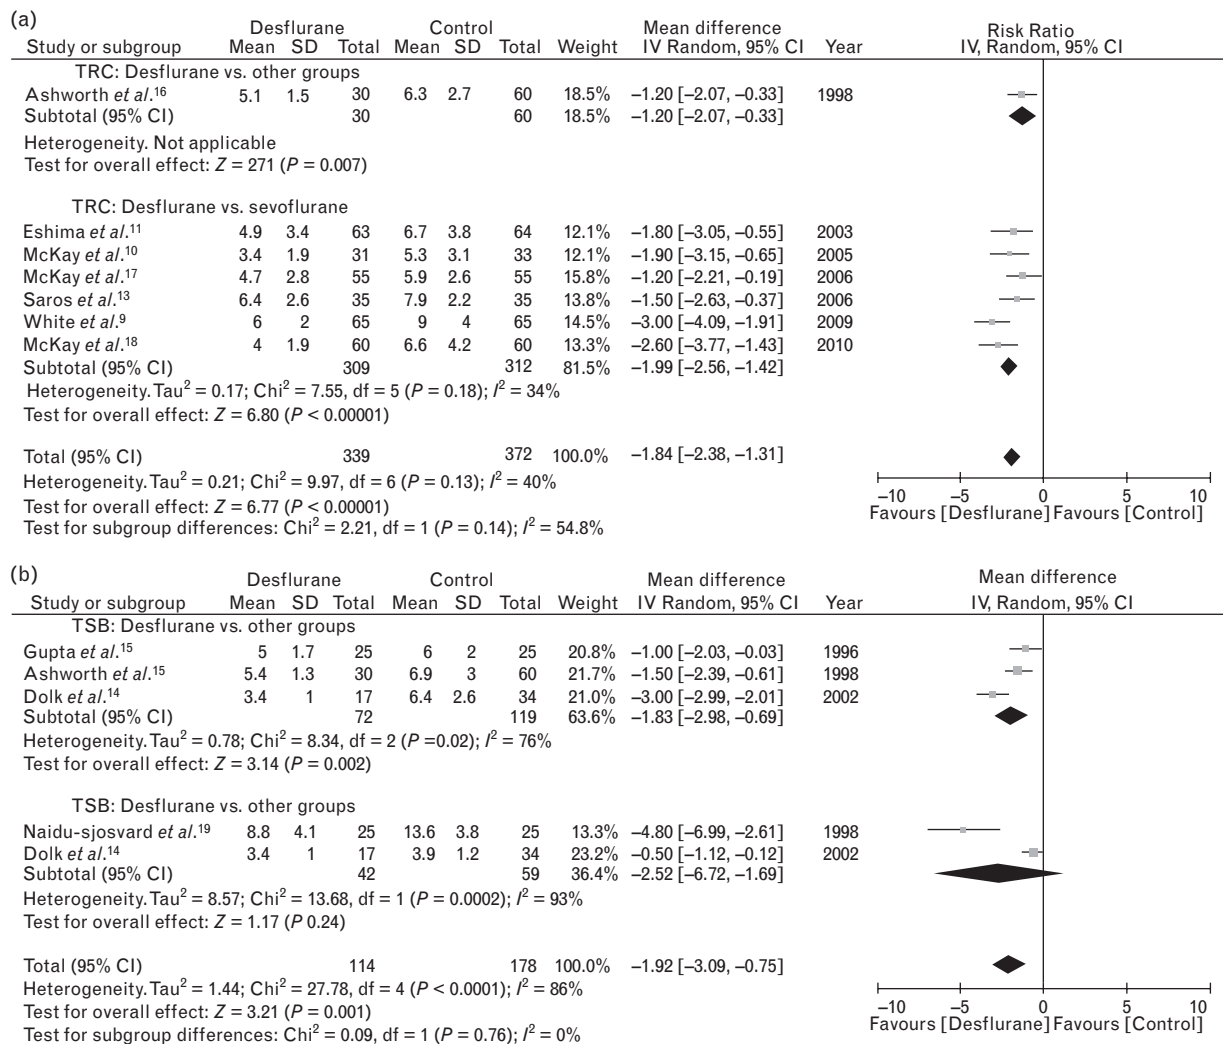 (a)
Desflurane Control Mean difference Risk Ratio
Study or subgroup Mean SD Total Mean SD Total Weight IV Random, 95% CI Year IV, Random, 95% CI
TRC: Desflurane vs. other groups
Ashworth et al.16 5.1 1.5 30 6.3 2.7 60 18.5% –1.20 [–2.07, –0.33] 1998
Subtotal (95% CI) 30 60 18.5% –1.20 [–2.07, –0.33]
Heterogeneity. Not applicable
Test for overall effect: Z = 271 (P = 0.007)
TRC: Desflurane vs. sevoflurane
Eshima et al.11 4.9 3.4 63 6.7 3.8 64 12.1% –1.80 [–3.05, –0.55] 2003
McKay et al.10 3.4 1.9 31 5.3 3.1 33 12.1% –1.90 [–3.15, –0.65] 2005
McKay et al.17 4.7 2.8 55 5.9 2.6 55 15.8% –1.20 [–2.21, –0.19] 2006
Saros et al.13 6.4 2.6 35 7.9 2.2 35 13.8% –1.50 [–2.63, –0.37] 2006
White et al.9 6 2 65 9 4 65 14.5% –3.00 [–4.09, –1.91] 2009
McKay et al.18 4 1.9 60 6.6 4.2 60 13.3% –2.60 [–3.77, –1.43] 2010
Subtotal (95% CI) 309 312 81.5% –1.99 [–2.56, –1.42]
Heterogeneity. Tau2 = 0.17; Chi2 = 7.55, df = 5 (P = 0.18); I2 = 34%
Test for overall effect: Z = 6.80 (P < 0.00001)
Total (95% CI) 339 372 100.0% –1.84 [–2.38, –1.31]
Heterogeneity. Tau2 = 0.21; Chi2 = 9.97, df = 6 (P = 0.13); I2 = 40%
Test for overall effect: Z = 6.77 (P < 0.00001)
Test for subgroup differences: Chi2 = 2.21, df = 1 (P = 0.14); I2 = 54.8%
–10 –5 0 5 10
Favours [Desflurane] Favours [Control]
(b)
Desflurane Control Mean difference Mean difference
Study or subgroup Mean SD Total Mean SD Total Weight IV Random, 95% CI Year IV, Random, 95% CI
TSB: Desflurane vs. other groups
Gupta et al.15 5 1.7 25 6 2 25 20.8% –1.00 [–2.03, –0.03] 1996
Ashworth et al.15 5.4 1.3 30 6.9 3 60 21.7% –1.50 [–2.39, –0.61] 1998
Dolk et al.14 3.4 1 17 6.4 2.6 34 21.0% –3.00 [–2.99, –2.01] 2002
Subtotal (95% CI) 72 119 63.6% –1.83 [–2.98, –0.69]
Heterogeneity. Tau2 = 0.78; Chi2 = 8.34, df = 2 (P =0.02); I2 = 76%
Test for overall effect: Z = 3.14 (P = 0.002)
TSB: Desflurane vs. other groups
Naidu-sjosvard et al.19 8.8 4.1 25 13.6 3.8 25 13.3% –4.80 [–6.99, –2.61] 1998
Dolk et al.14 3.4 1 17 3.9 1.2 34 23.2% –0.50 [–1.12, –0.12] 2002
Subtotal (95% CI) 42 59 36.4% –2.52 [–6.72, –1.69]
Heterogeneity. Tau2 = 8.57; Chi2 = 13.68, df = 1 (P = 0.0002); I2 = 93%
Test for overall effect: Z = 1.17 (P 0.24)
Total (95% CI) 114 178 100.0% –1.92 [–3.09, –0.75]
Heterogeneity. Tau2 = 1.44; Chi2 = 27.78, df = 4 (P < 0.0001); I2 = 86%
Test for overall effect: Z = 3.21 (P = 0.001)
Test for subgroup differences: Chi2 = 0.09, df = 1 (P = 0.76); I2 = 0%
–10 –5 0 5 10
Favours [Desflurane] Favours [Control]